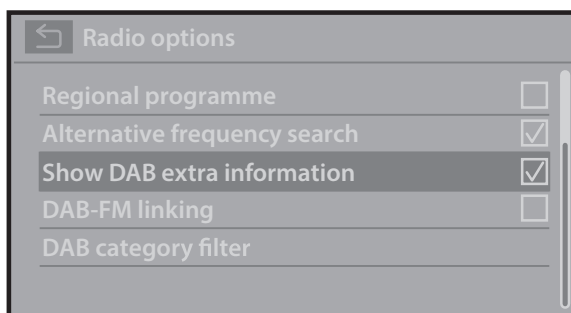 Radio options
Regional programme
Alternative frequency search
Show DAB extra information
DAB-FM linking
DAB category filter